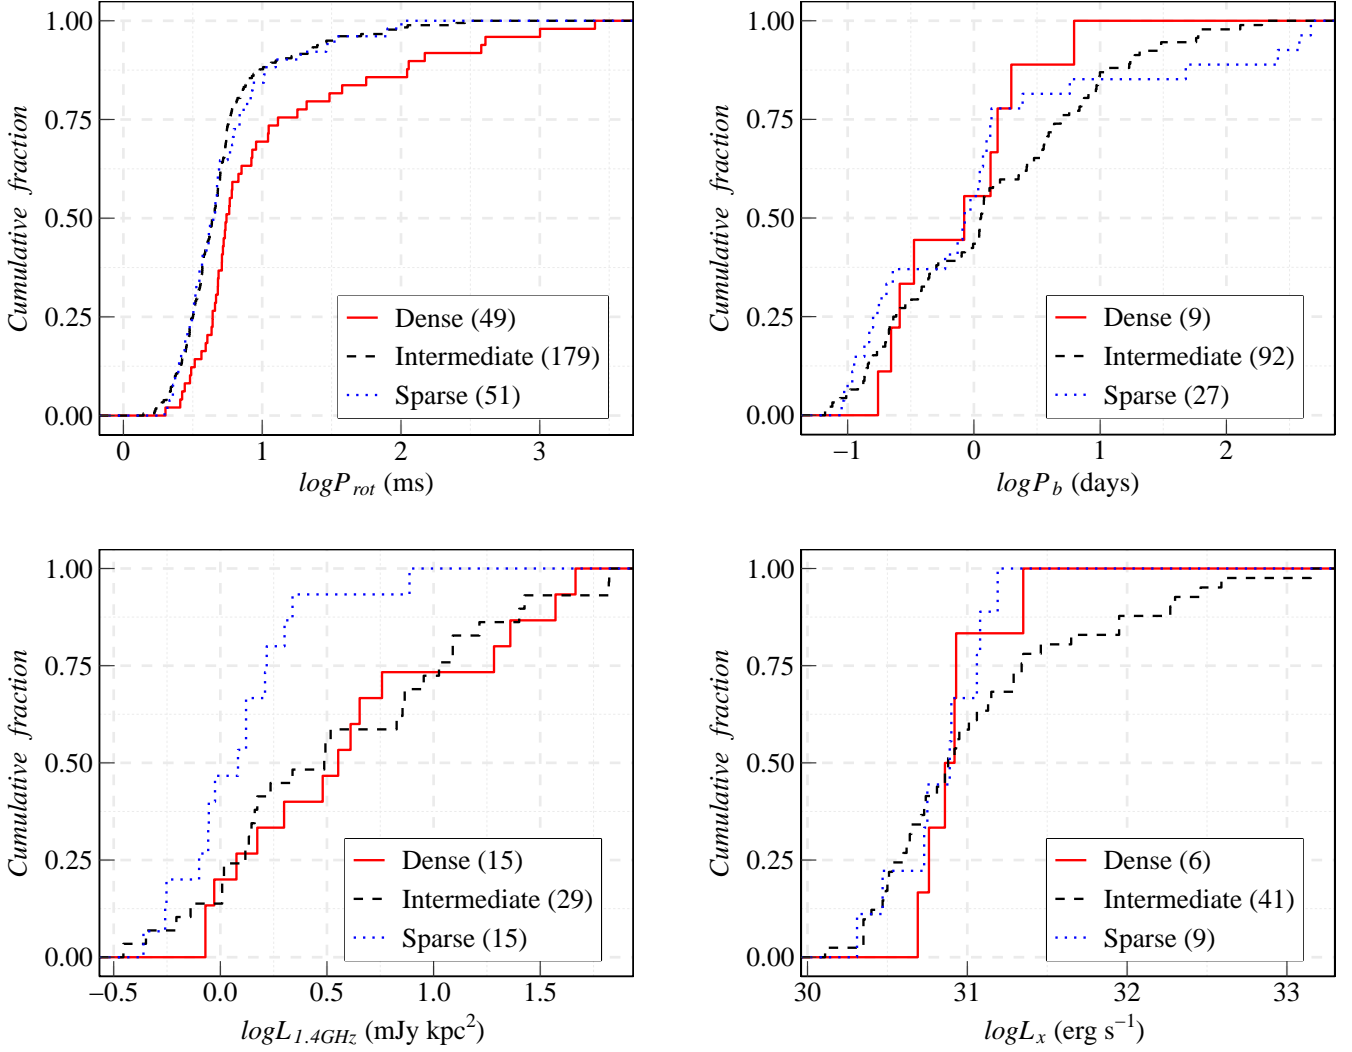 Cumulative fraction
1.00
0.75
0.50
0.25
0.00
Dense (49)
Intermediate (179)
Sparse (51)
0 1 2 3
logP_rot (ms)
Cumulative fraction
1.00
0.75
0.50
0.25
0.00
Dense (9)
Intermediate (92)
Sparse (27)
−1 0 1 2
logP_b (days)
Cumulative fraction
1.00
0.75
0.50
0.25
0.00
Dense (15)
Intermediate (29)
Sparse (15)
−0.5 0.0 0.5 1.0 1.5
logL_1.4GHz (mJy kpc²)
Cumulative fraction
1.00
0.75
0.50
0.25
0.00
Dense (6)
Intermediate (41)
Sparse (9)
30 31 32 33
logL_x (erg s⁻¹)